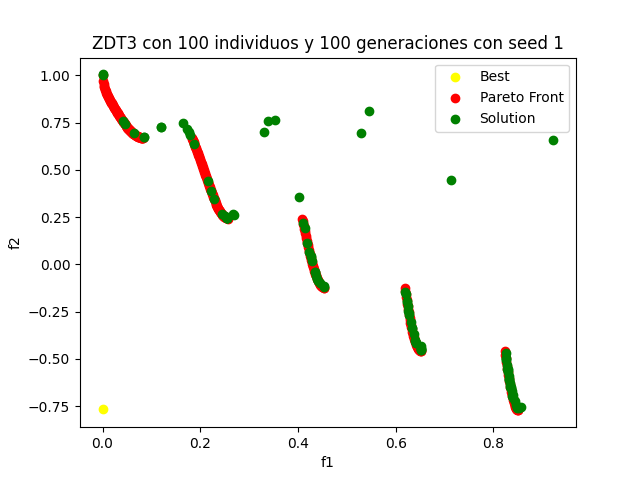 ZDT3 con 100 individuos y 100 generaciones con seed 1
Best
Pareto Front
Solution
1.00
0.75
0.50
0.25
0.00
−0.25
−0.50
−0.75
f2
0.0
0.2
0.4
0.6
0.8
f1